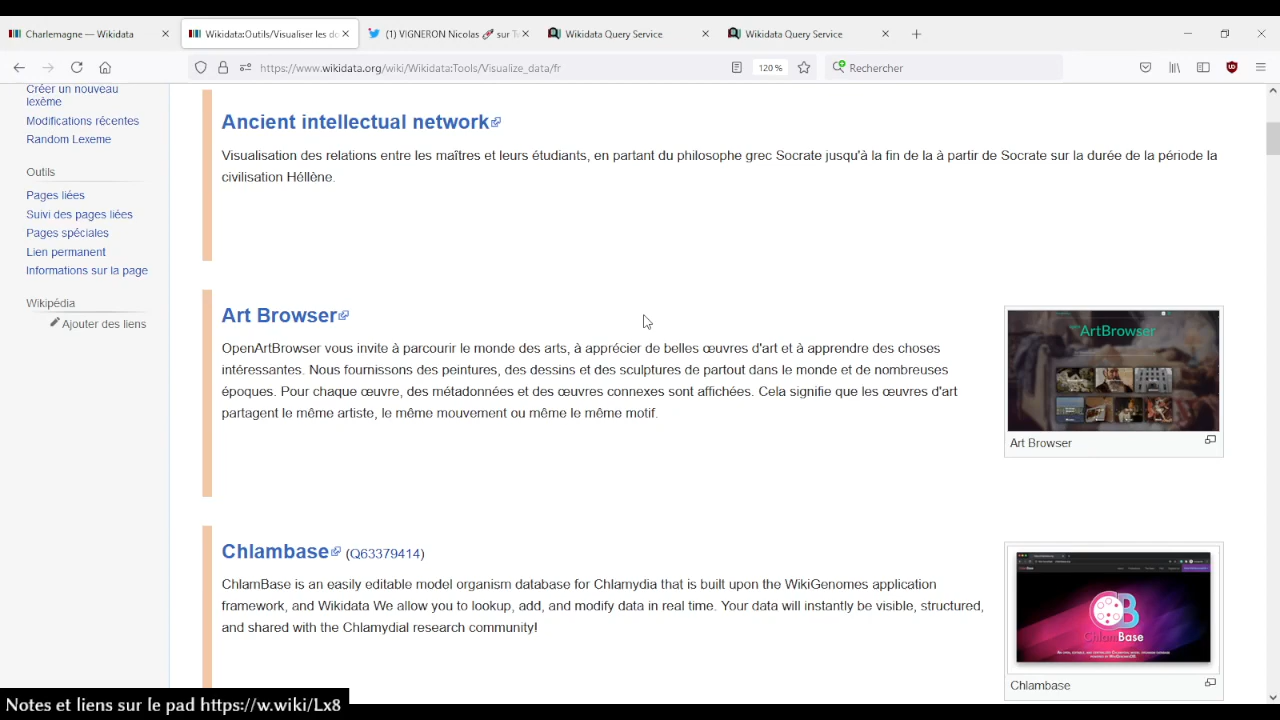 Charlemagne — Wikidata
Wikidata:Outils/Visualiser les do
(1) VIGNERON Nicolas 🚀 sur Tw
Wikidata Query Service
Wikidata Query Service
https://www.wikidata.org/wiki/Wikidata:Tools/Visualize_data/fr
120 %
Rechercher
Créer un nouveau
lexème
Modifications récentes
Random Lexeme
Outils
Pages liées
Suivi des pages liées
Pages spéciales
Lien permanent
Informations sur la page
Wikipédia
Ajouter des liens
Ancient intellectual network
Visualisation des relations entre les maîtres et leurs étudiants, en partant du philosophe grec Socrate jusqu'à la fin de la à partir de Socrate sur la durée de la période la
civilisation Héllène.
Art Browser
OpenArtBrowser vous invite à parcourir le monde des arts, à apprécier de belles œuvres d'art et à apprendre des choses
intéressantes. Nous fournissons des peintures, des dessins et des sculptures de partout dans le monde et de nombreuses
époques. Pour chaque œuvre, des métadonnées et des œuvres connexes sont affichées. Cela signifie que les œuvres d'art
partagent le même artiste, le même mouvement ou même le même motif.
ArtBrowser
Art Browser
Chlambase (Q63379414)
ChlamBase is an easily editable model organism database for Chlamydia that is built upon the WikiGenomes application
framework, and Wikidata We allow you to lookup, add, and modify data in real time. Your data will instantly be visible, structured,
and shared with the Chlamydial research community!
ChlamBase
Chlambase
Notes et liens sur le pad https://w.wiki/Lx8